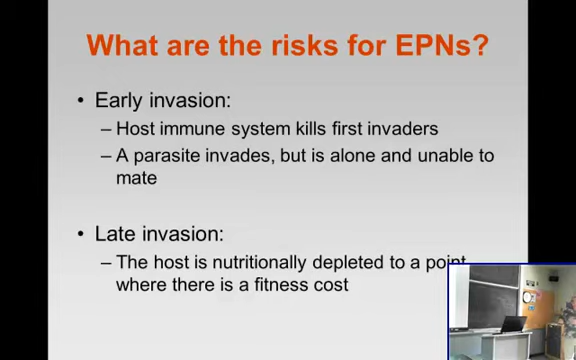 What are the risks for EPNs?
• Early invasion:
– Host immune system kills first invaders
– A parasite invades, but is alone and unable to
mate
• Late invasion:
– The host is nutritionally depleted to a point
where there is a fitness cost